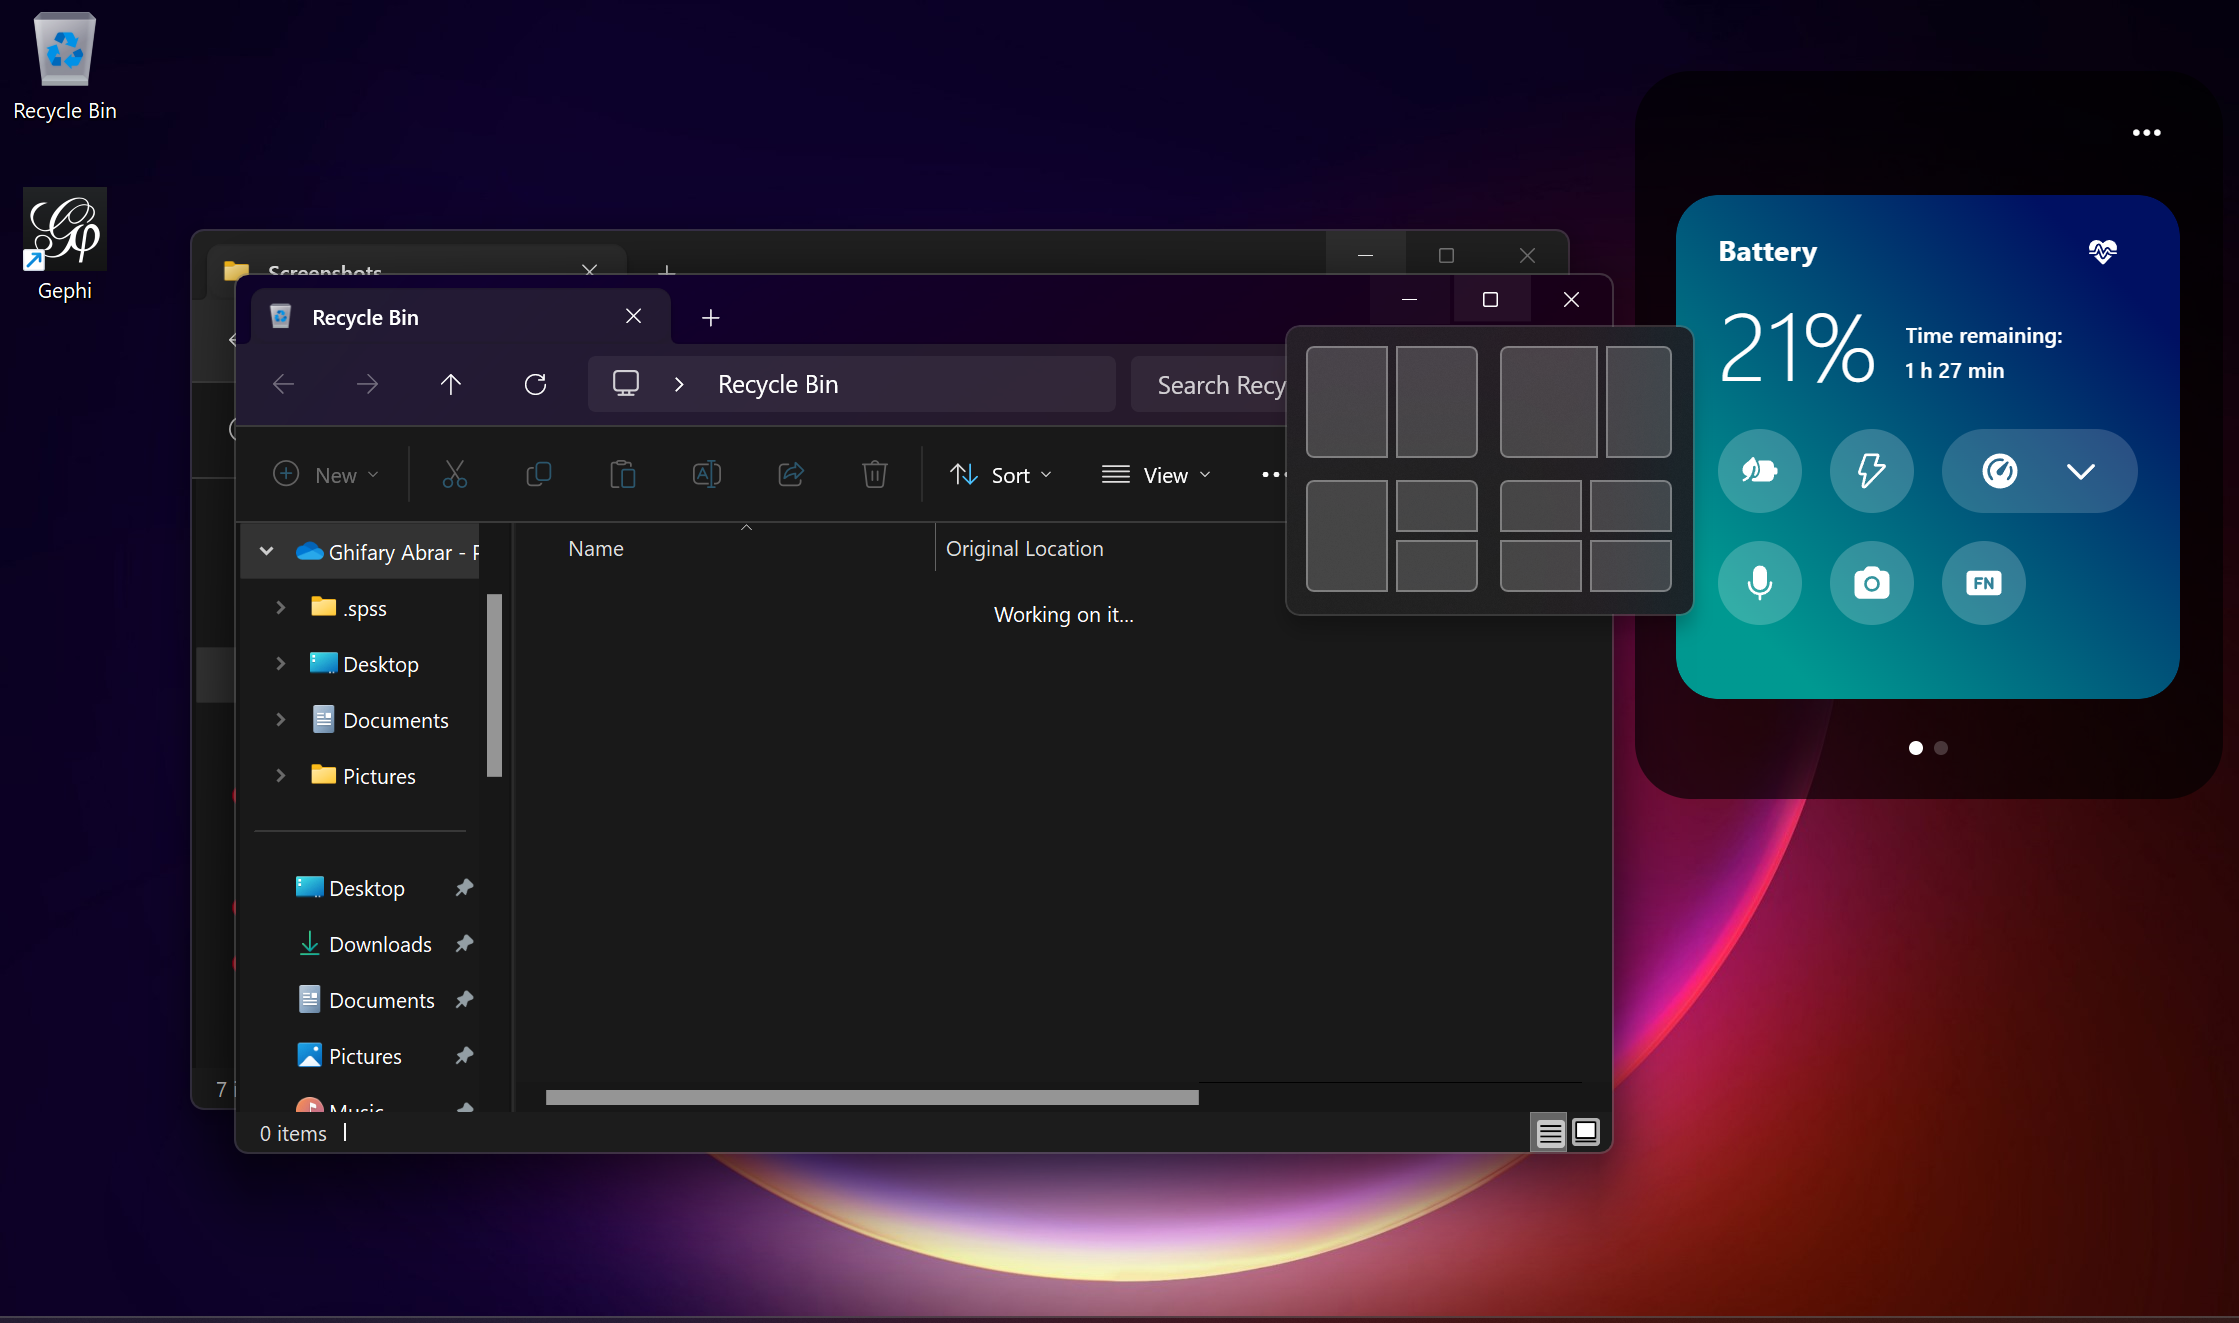 Recycle Bin
Gephi
Screenshots
Recycle Bin
Recycle Bin
Search Recy
New
Sort
View
Ghifary Abrar -
.spss
Desktop
Documents
Pictures
Desktop
Downloads
Documents
Pictures
Music
Name
Original Location
Working on it...
7
0 items
Battery
21%
Time remaining:
1 h 27 min
FN